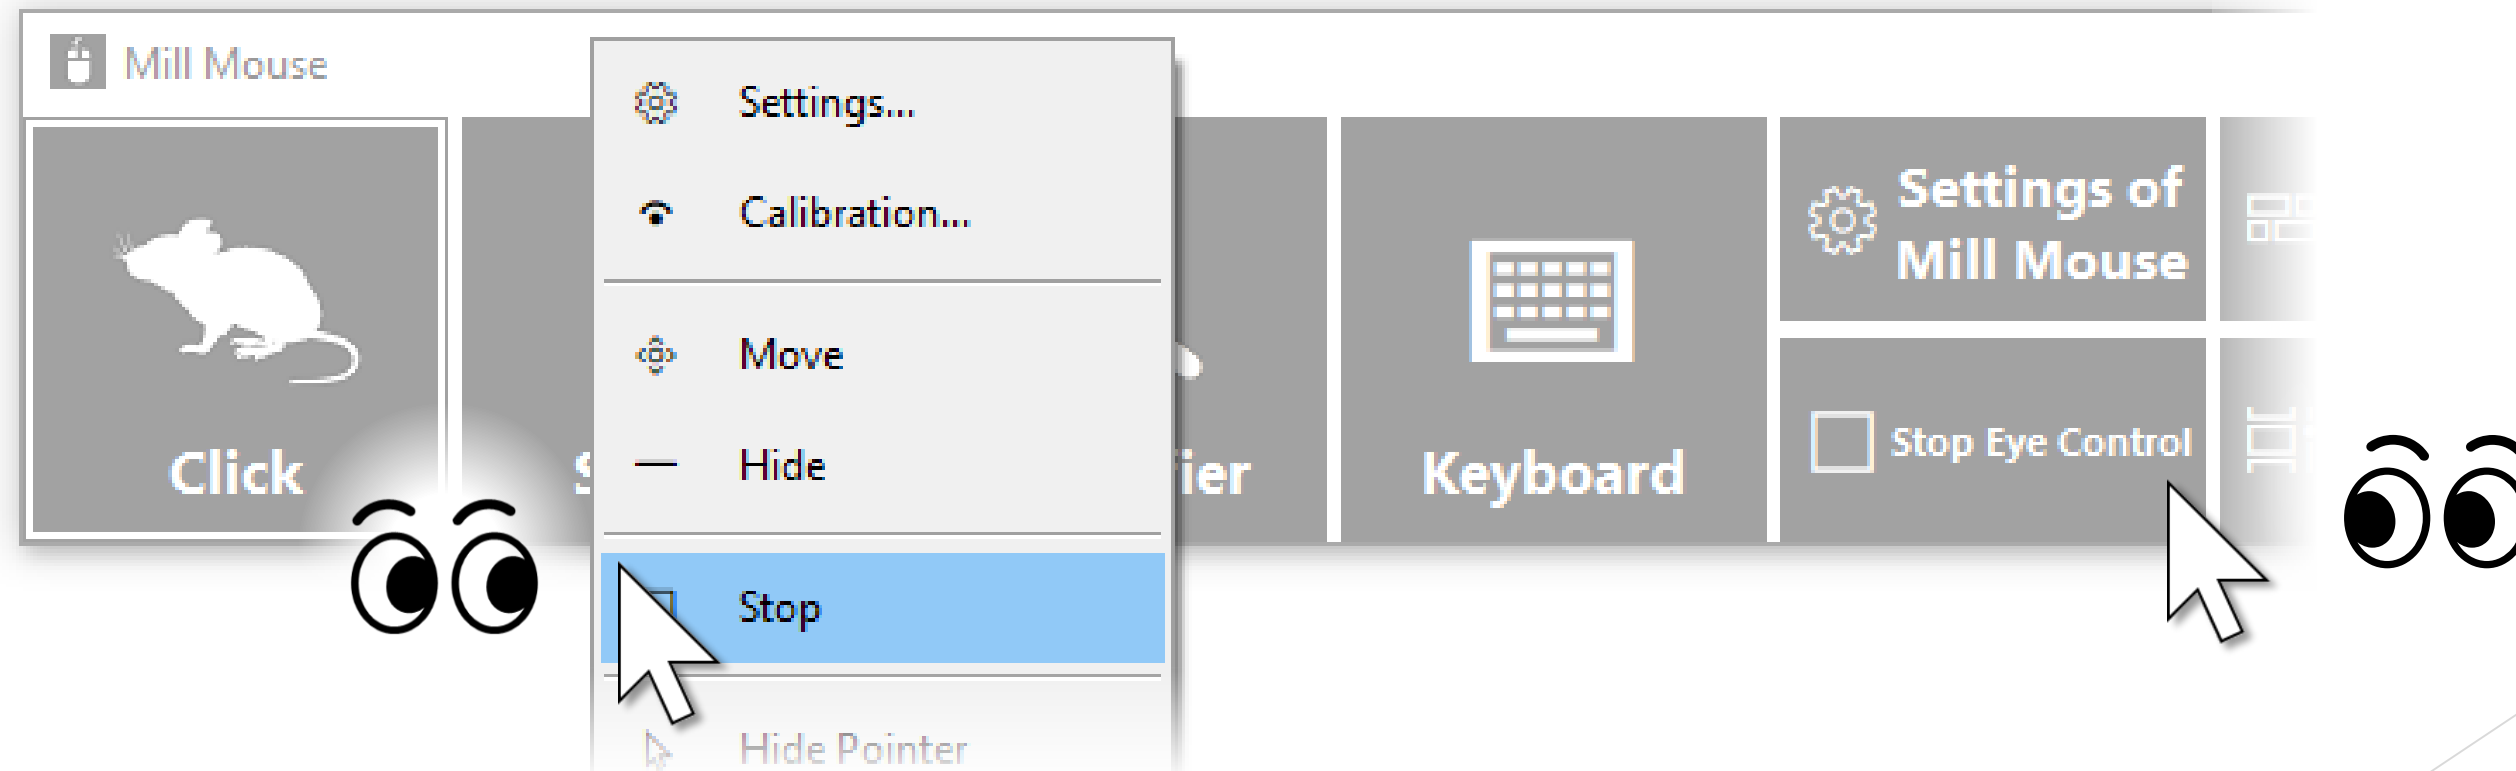 Mill Mouse
Settings...
Calibration...
Move
Hide
Stop
Hide Pointer
Click
Keyboard
Settings of
Mill Mouse
Stop Eye Control